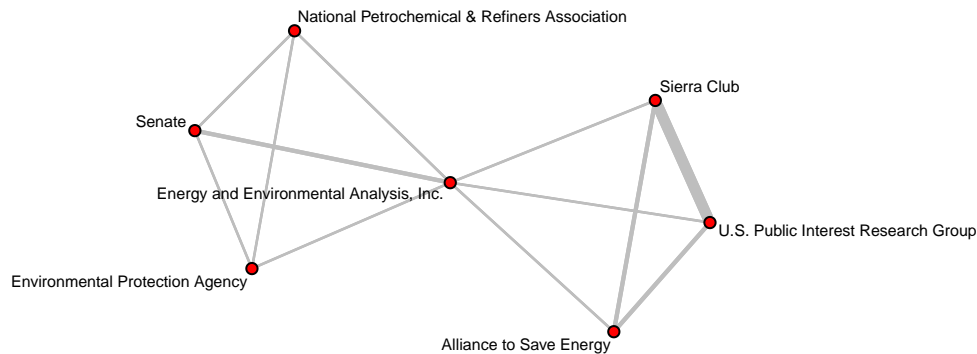 National Petrochemical & Refiners Association
Sierra Club
Senate
Energy and Environmental Analysis, Inc.
U.S. Public Interest Research Group
Environmental Protection Agency
Alliance to Save Energy